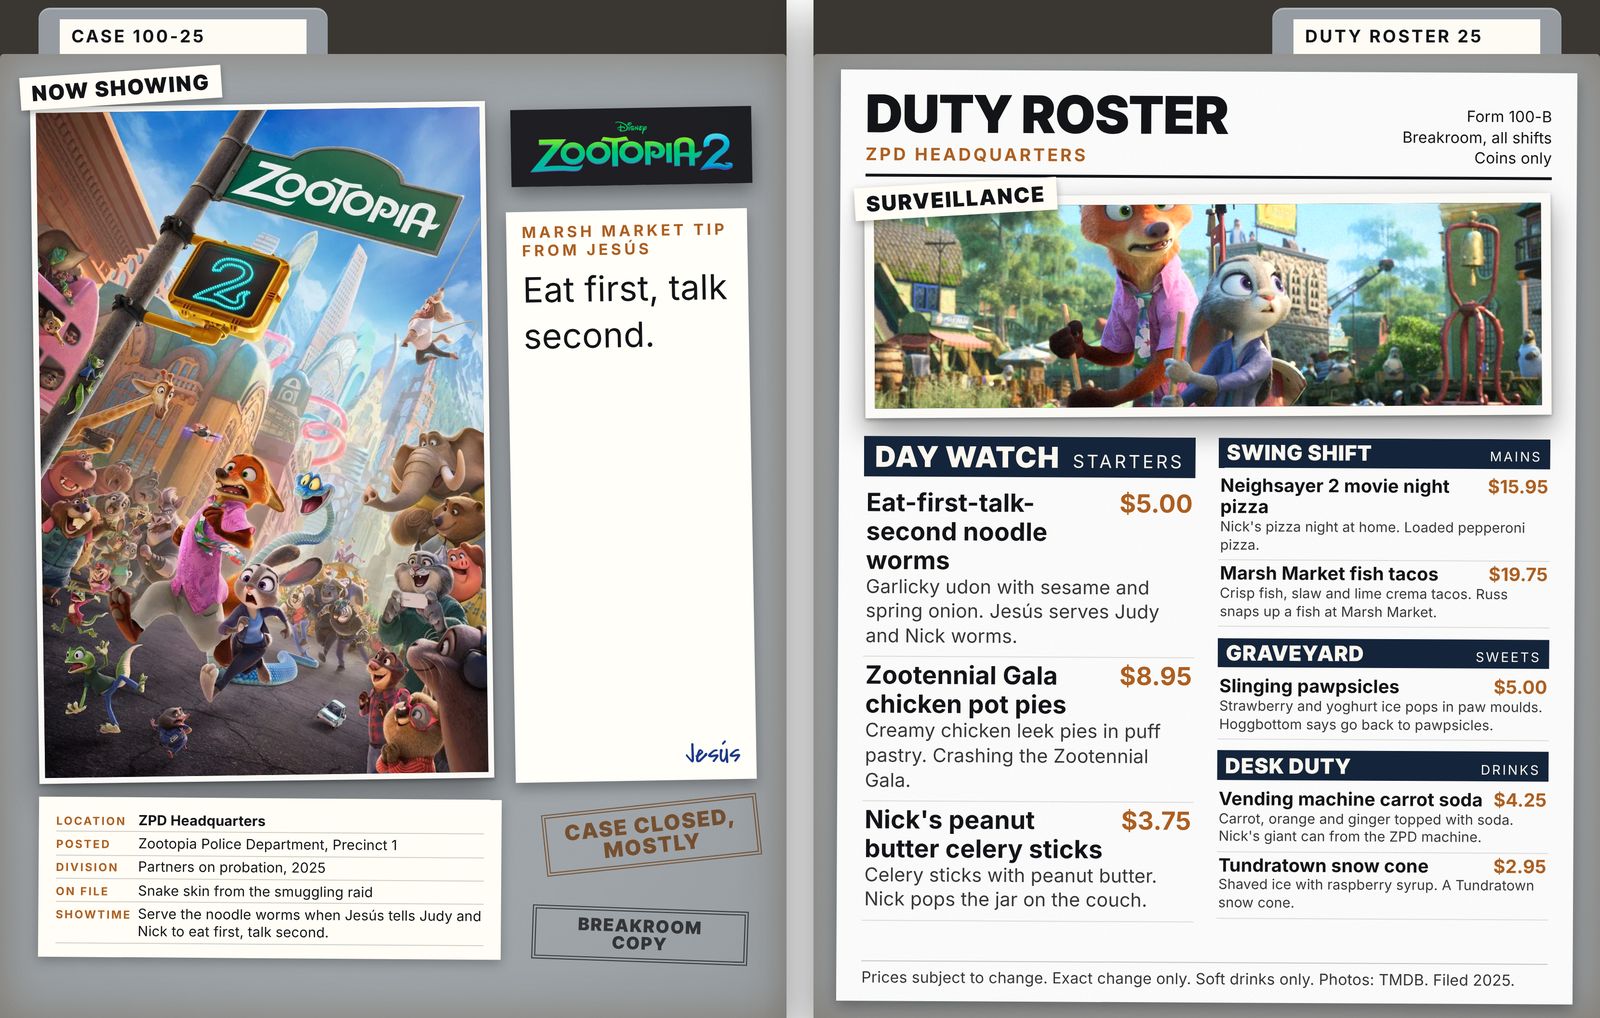 CASE 100-25
NOW SHOWING
ZOOTOPIA
2
Disney
ZOOTOPIA 2
MARSH MARKET TIP
FROM JESÚS
Eat first, talk
second.
Jesús
LOCATION ZPD Headquarters
POSTED Zootopia Police Department, Precinct 1
DIVISION Partners on probation, 2025
ON FILE Snake skin from the smuggling raid
SHOWTIME Serve the noodle worms when Jesús tells Judy and
Nick to eat first, talk second.
CASE CLOSED,
MOSTLY
BREAKROOM
COPY
DUTY ROSTER 25
DUTY ROSTER
ZPD HEADQUARTERS
Form 100-B
Breakroom, all shifts
Coins only
SURVEILLANCE
DAY WATCH STARTERS
Eat-first-talk- $5.00
second noodle
worms
Garlicky udon with sesame and
spring onion. Jesús serves Judy
and Nick worms.
Zootennial Gala $8.95
chicken pot pies
Creamy chicken leek pies in puff
pastry. Crashing the Zootennial
Gala.
Nick's peanut $3.75
butter celery sticks
Celery sticks with peanut butter.
Nick pops the jar on the couch.
SWING SHIFT MAINS
Neighsayer 2 movie night $15.95
pizza
Nick's pizza night at home. Loaded pepperoni
pizza.
Marsh Market fish tacos $19.75
Crisp fish, slaw and lime crema tacos. Russ
snaps up a fish at Marsh Market.
GRAVEYARD SWEETS
Slinging pawpsicles $5.00
Strawberry and yoghurt ice pops in paw moulds.
Hoggbottom says go back to pawpsicles.
DESK DUTY DRINKS
Vending machine carrot soda $4.25
Carrot, orange and ginger topped with soda.
Nick's giant can from the ZPD machine.
Tundratown snow cone $2.95
Shaved ice with raspberry syrup. A Tundratown
snow cone.
Prices subject to change. Exact change only. Soft drinks only. Photos: TMDB. Filed 2025.